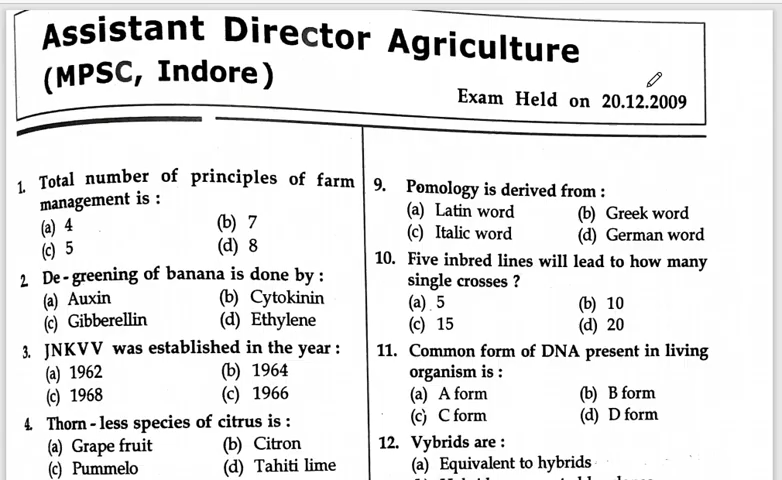 Assistant Director Agriculture
(MPSC, Indore)
Exam Held on 20.12.2009
1. Total number of principles of farm
management is :
(a) 4 (b) 7
(c) 5 (d) 8
2 De - greening of banana is done by :
(a) Auxin (b) Cytokinin
(c) Gibberellin (d) Ethylene
3. JNKVV was established in the year :
(a) 1962 (b) 1964
(c) 1968 (c) 1966
4. Thorn - less species of citrus is :
(a) Grape fruit (b) Citron
(c) Pummelo (d) Tahiti lime
9. Pomology is derived from :
(a) Latin word (b) Greek word
(c) Italic word (d) German word
10. Five inbred lines will lead to how many
single crosses ?
(a) 5 (b) 10
(c) 15 (d) 20
11. Common form of DNA present in living
organism is :
(a) A form (b) B form
(c) C form (d) D form
12. Vybrids are :
(a) Equivalent to hybrids